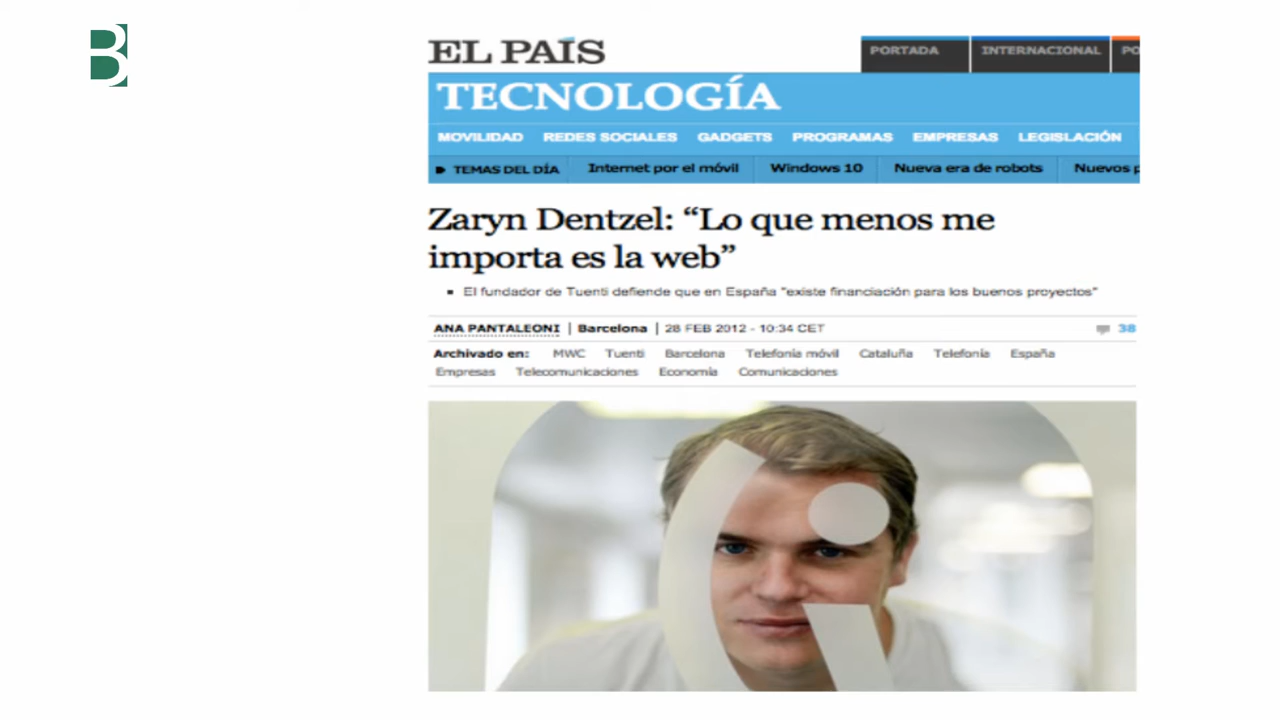 B
EL PAÍS
PORTADA INTERNACIONAL PO
TECNOLOGÍA
MOVILIDAD REDES SOCIALES GADGETS PROGRAMAS EMPRESAS LEGISLACIÓN
TEMAS DEL DÍA Internet por el móvil Windows 10 Nueva era de robots Nuevos p
Zaryn Dentzel: “Lo que menos me
importa es la web”
El fundador de Tuenti defiende que en España "existe financiación para los buenos proyectos"
ANA PANTALEONI | Barcelona | 28 FEB 2012 - 10:34 CET 38
Archivado en: MWC Tuenti Barcelona Telefonía móvil Cataluña Telefonía España
Empresas Telecomunicaciones Economía Comunicaciones